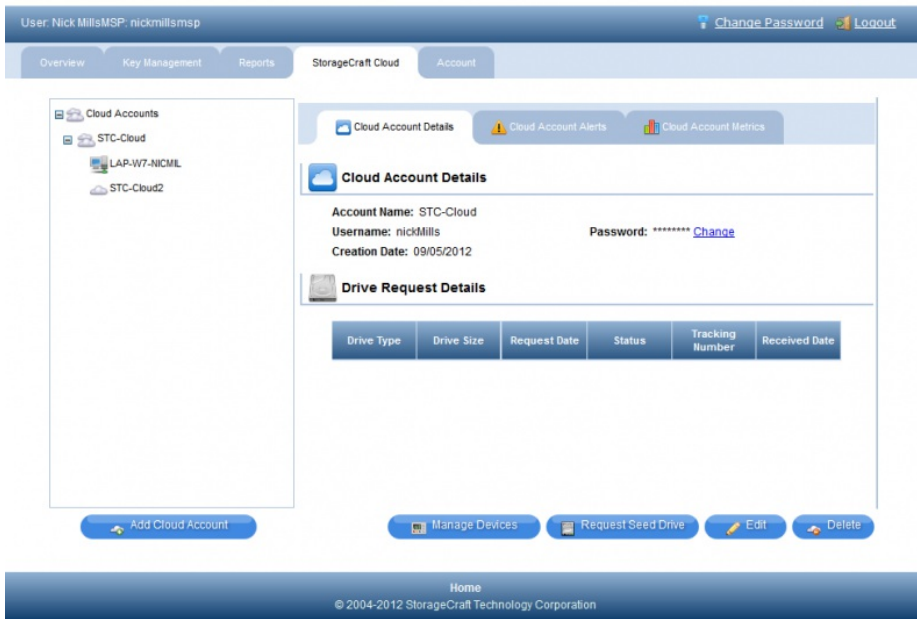 User: Nick MillsMSP: nickmillsmsp
Change Password Logout
Overview Key Management Reports StorageCraft Cloud Account
Cloud Accounts
STC-Cloud
LAP-W7-NICMIL
STC-Cloud2
Cloud Account Details Cloud Account Alerts Cloud Account Metrics
Cloud Account Details
Account Name: STC-Cloud
Username: nickMills Password: ******** Change
Creation Date: 09/05/2012
Drive Request Details
Drive Type Drive Size Request Date Status Tracking Number Received Date
Add Cloud Account Manage Devices Request Seed Drive Edit Delete
Home
© 2004-2012 StorageCraft Technology Corporation